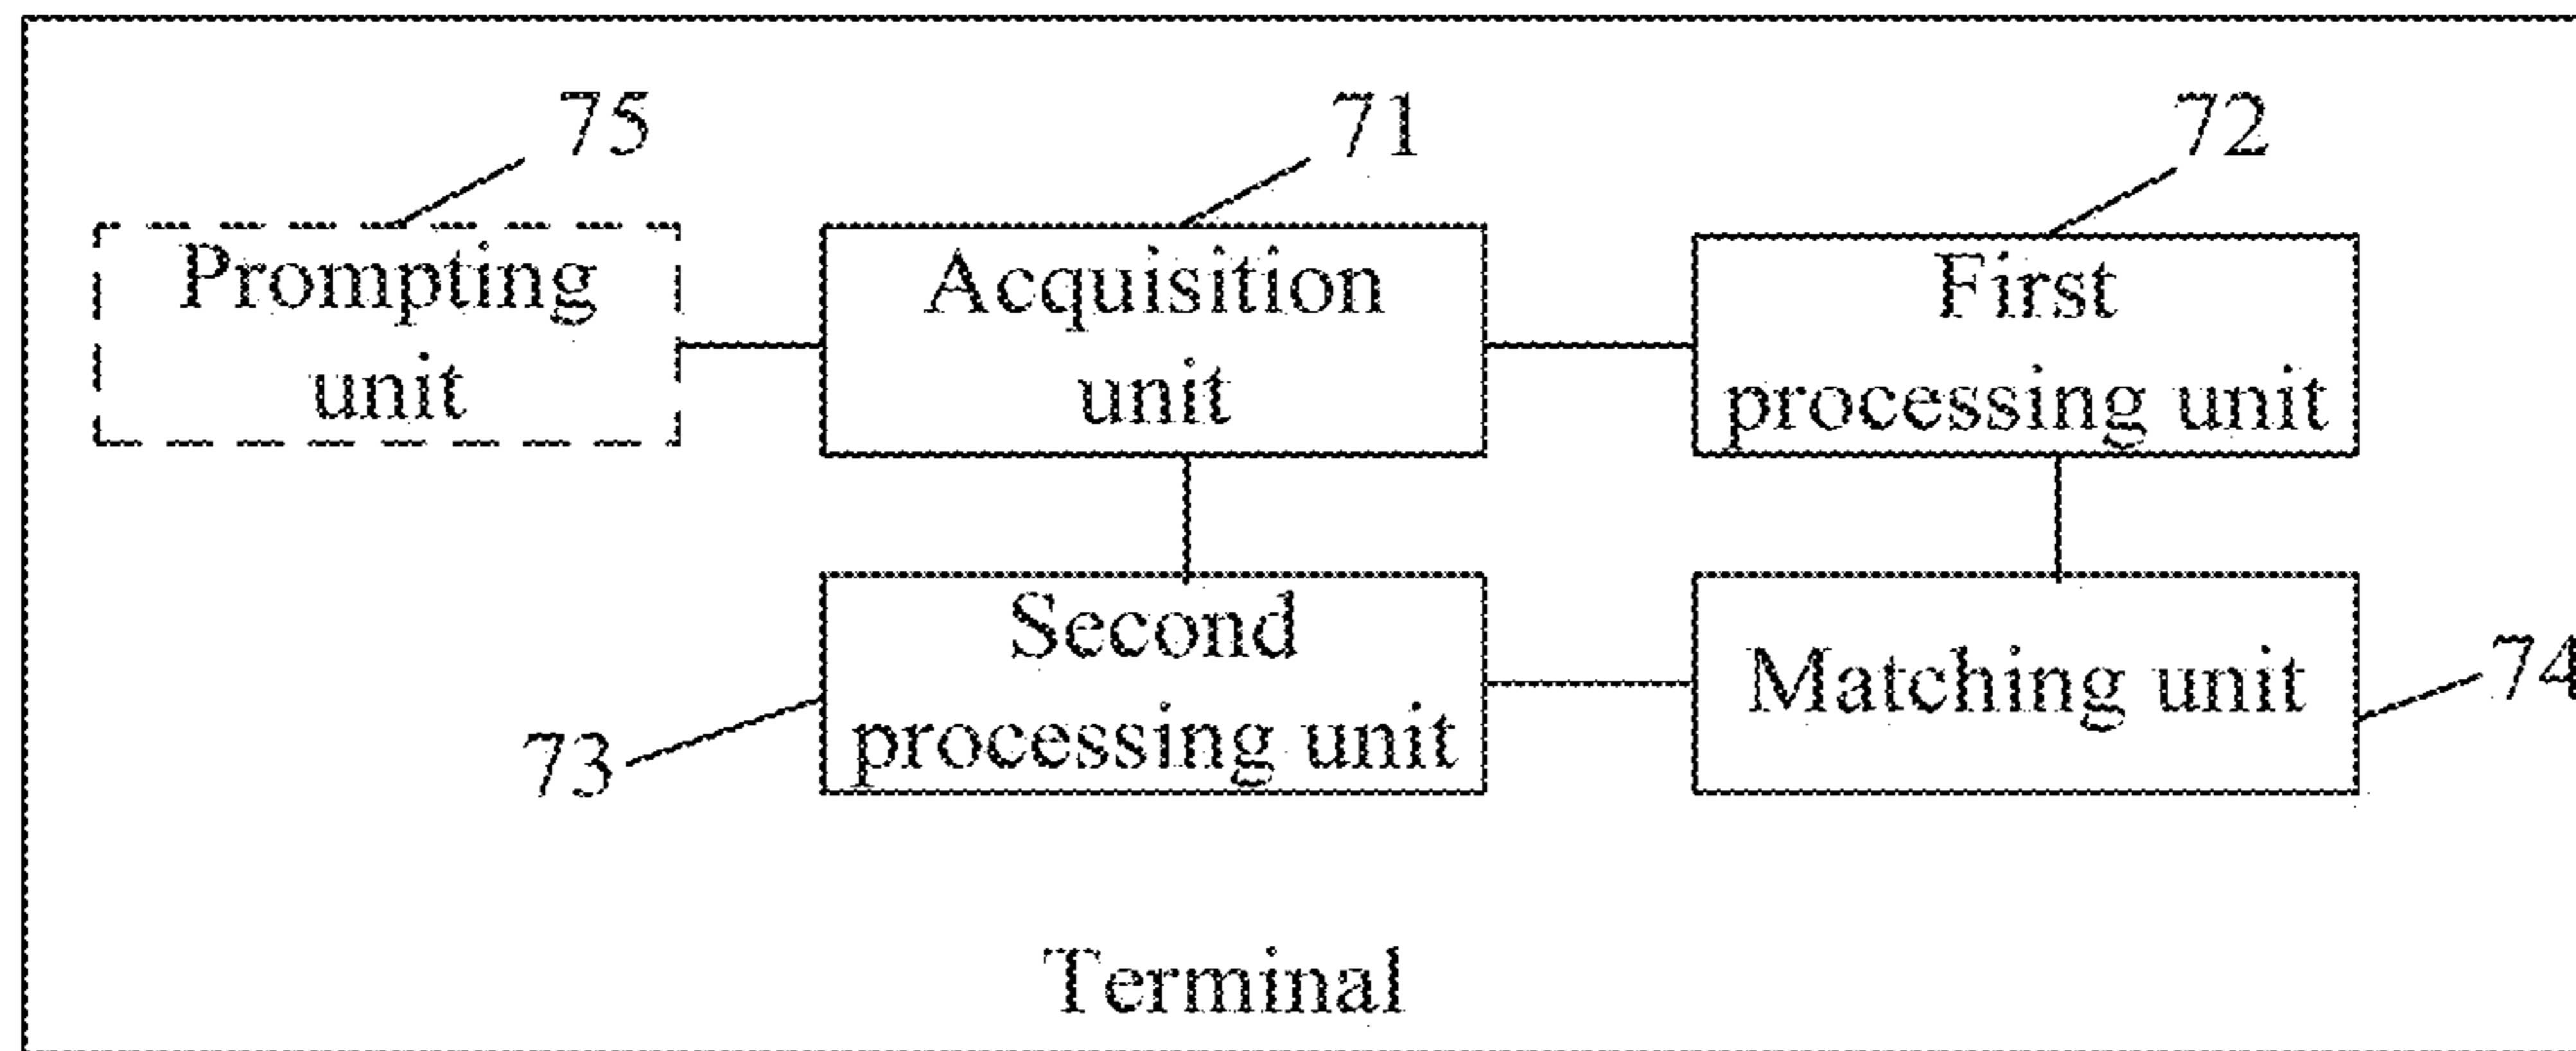 75
71
72
Prompting
unit
Acquisition
unit
First
processing unit
Second
processing unit
Matching unit
73
74
Terminal